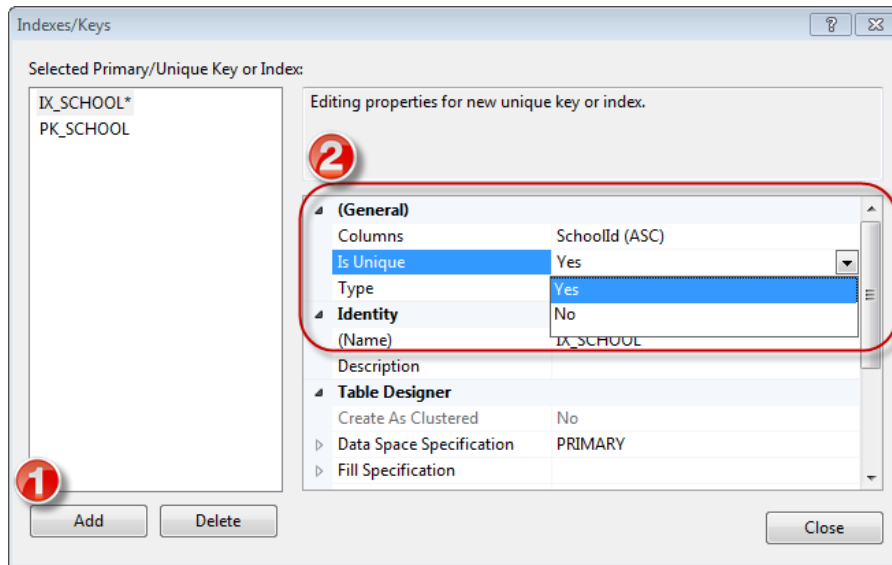 Indexes/Keys
Selected Primary/Unique Key or Index:
IX_SCHOOL*
PK_SCHOOL
Editing properties for new unique key or index.
2
(General)
Columns SchoolId (ASC)
Is Unique Yes
Type Yes
No
Identity
(Name) IX_SCHOOL
Description
Table Designer
Create As Clustered No
Data Space Specification PRIMARY
Fill Specification
1
Add Delete
Close